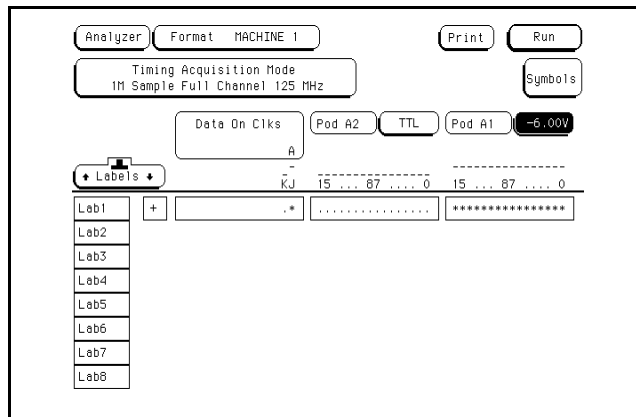 Analyzer Format MACHINE 1 Print Run
Timing Acquisition Mode
1M Sample Full Channel 125 MHz
Symbols
Data On Clks Pod A2 TTL Pod A1 -6.00V
A
↑ Labels ↓ KJ 15 ... 87 .... 0 15 ... 87 .... 0
Lab1 + .* ................ ****************
Lab2
Lab3
Lab4
Lab5
Lab6
Lab7
Lab8